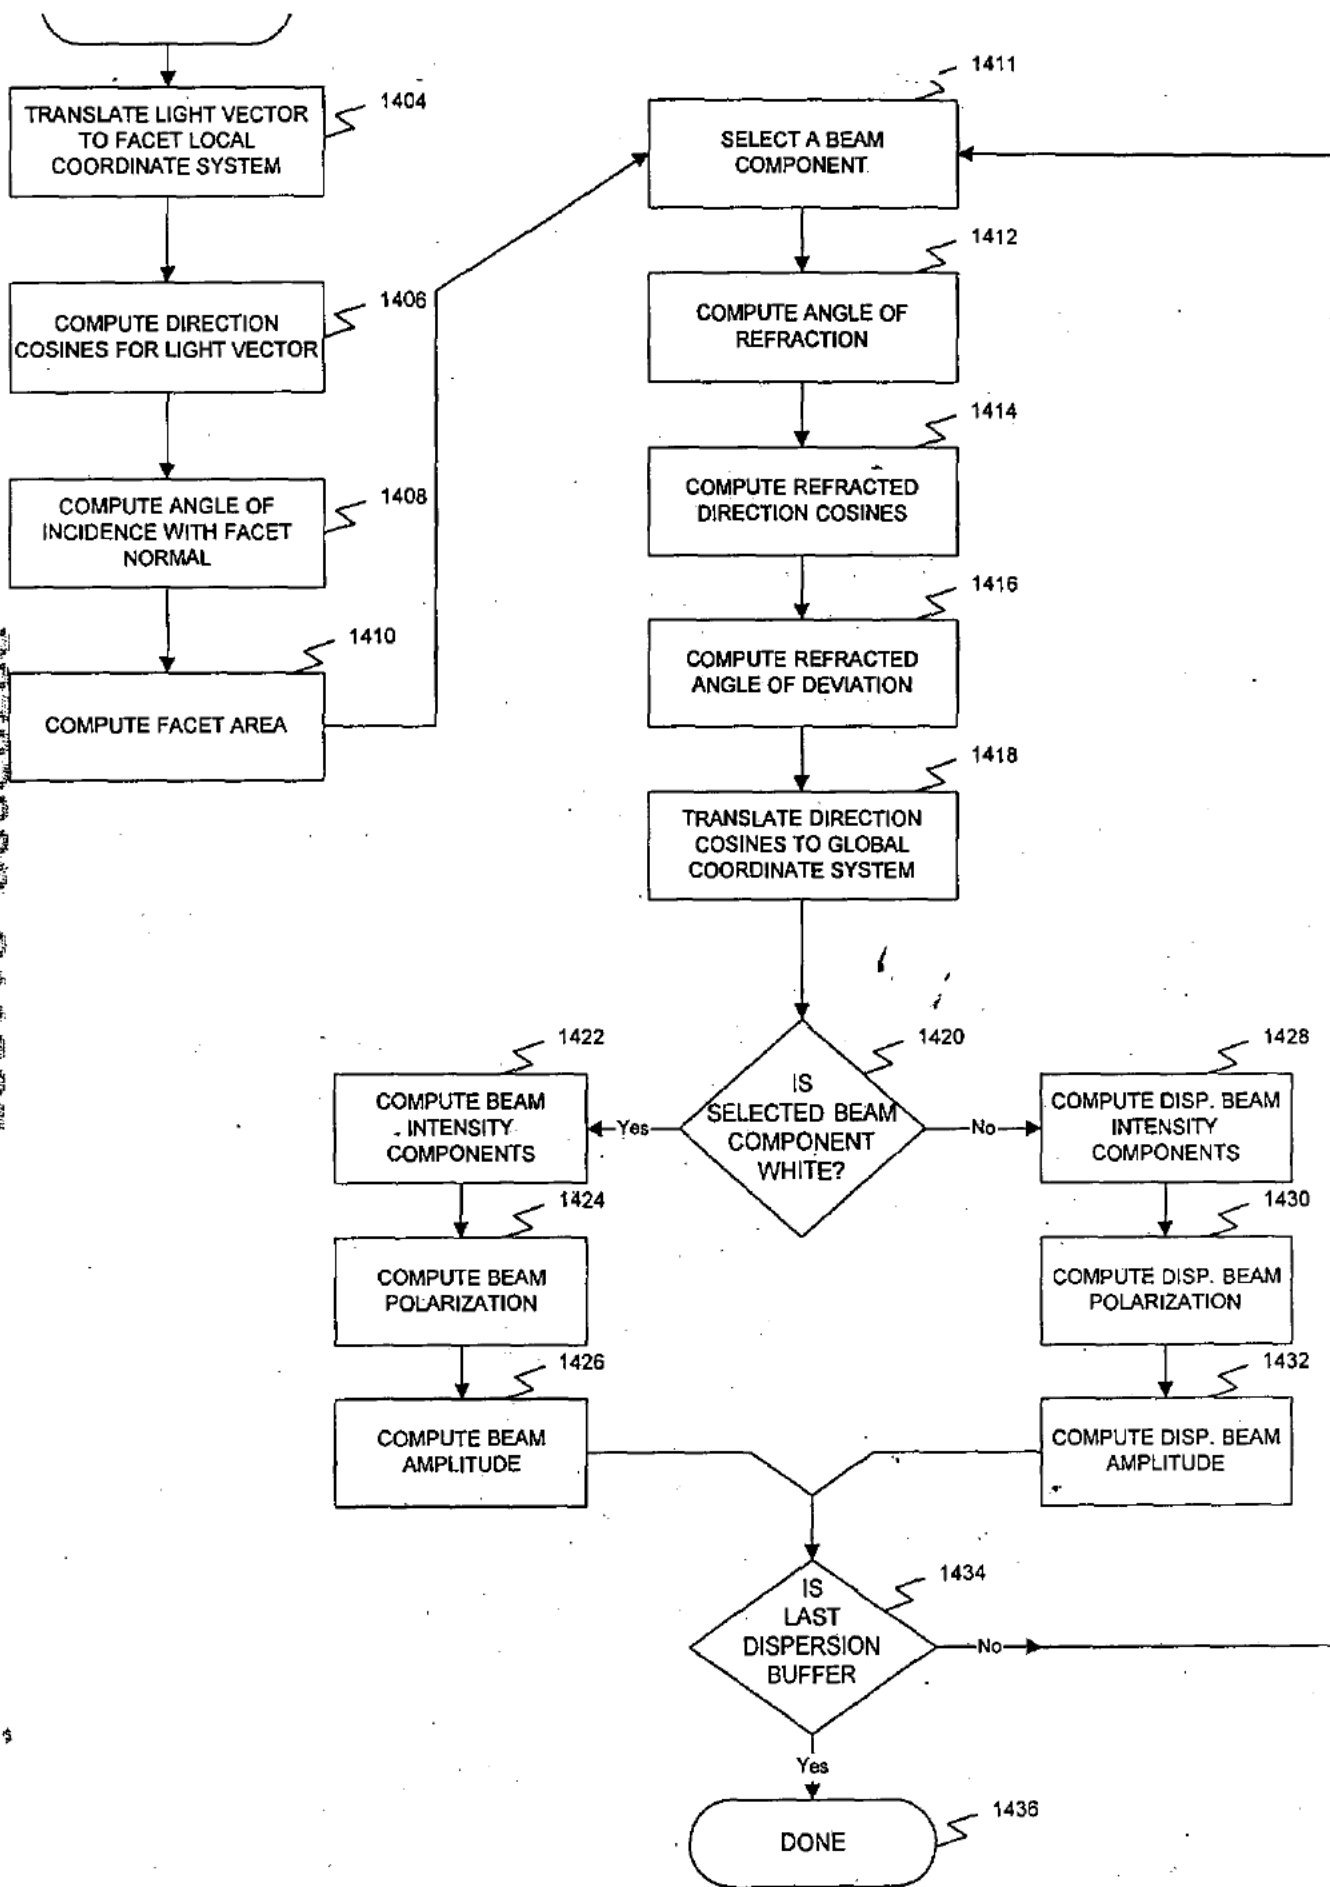 1404
TRANSLATE LIGHT VECTOR
TO FACET LOCAL
COORDINATE SYSTEM
1406
COMPUTE DIRECTION
COSINES FOR LIGHT VECTOR
1408
COMPUTE ANGLE OF
INCIDENCE WITH FACET
NORMAL
1410
COMPUTE FACET AREA
1411
SELECT A BEAM
COMPONENT
1412
COMPUTE ANGLE OF
REFRACTION
1414
COMPUTE REFRACTED
DIRECTION COSINES
1416
COMPUTE REFRACTED
ANGLE OF DEVIATION
1418
TRANSLATE DIRECTION
COSINES TO GLOBAL
COORDINATE SYSTEM
1420
IS
SELECTED BEAM
COMPONENT
WHITE?
Yes
No
1422
COMPUTE BEAM
INTENSITY
COMPONENTS
1424
COMPUTE BEAM
POLARIZATION
1426
COMPUTE BEAM
AMPLITUDE
1428
COMPUTE DISP. BEAM
INTENSITY
COMPONENTS
1430
COMPUTE DISP. BEAM
POLARIZATION
1432
COMPUTE DISP. BEAM
AMPLITUDE
1434
IS
LAST
DISPERSION
BUFFER
No
Yes
1436
DONE